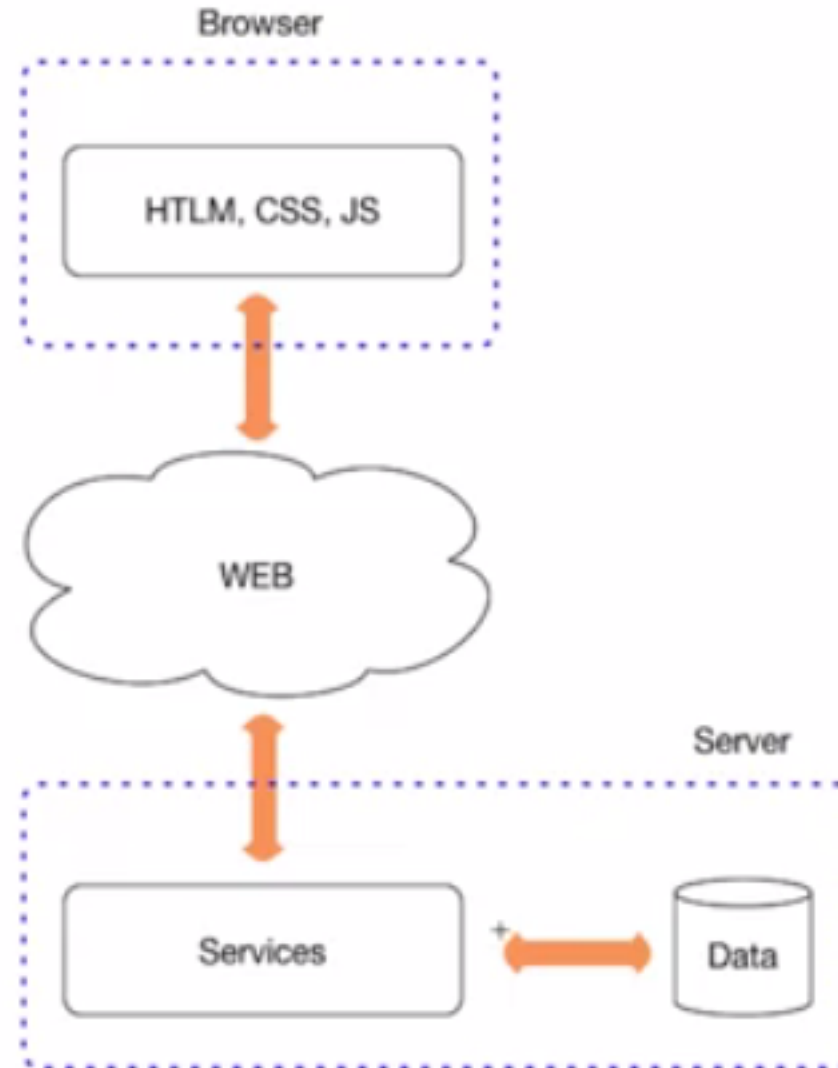 Browser
HTLM, CSS, JS
WEB
Server
Services
Data